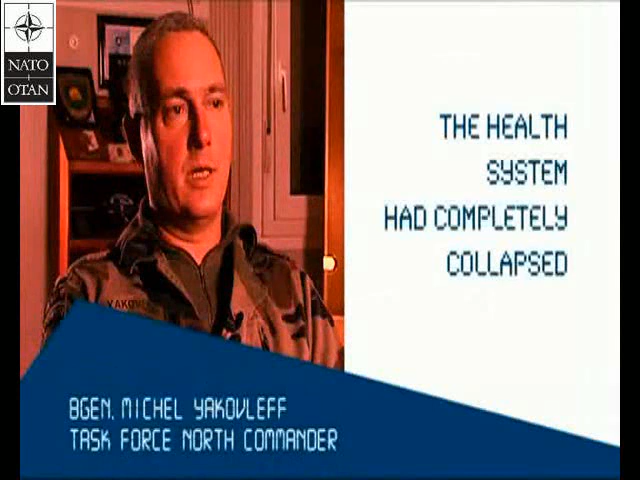 NATO
OTAN
THE HEALTH
SYSTEM
HAD COMPLETELY
COLLAPSED
BGEN. MICHEL YAKOVLEFF
TASK FORCE NORTH COMMANDER